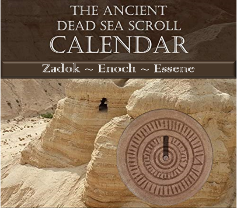 THE ANCIENT
DEAD SEA SCROLL
CALENDAR
Zadok ~ Enoch ~ Essene